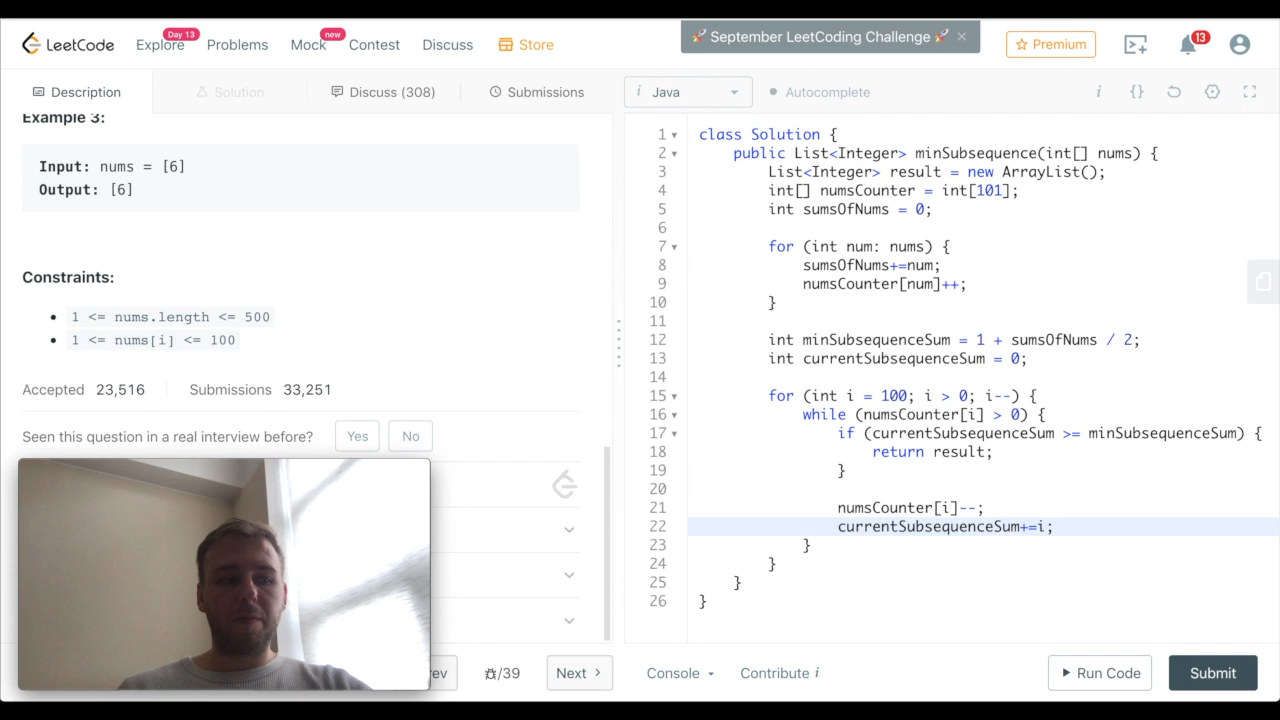 LeetCode
Explore
Day 13
Problems
Mock
new
Contest
Discuss
Store
🚀 September LeetCoding Challenge 🚀 ×
Premium
13
Description
Solution
Discuss (308)
Submissions
i Java
Autocomplete
i {}
Example 3:
Input: nums = [6]
Output: [6]
Constraints:
• 1 <= nums.length <= 500
• 1 <= nums[i] <= 100
Accepted 23,516
Submissions 33,251
Seen this question in a real interview before?
Yes
No
rev
/39
Next >
1 class Solution {
2 public List<Integer> minSubsequence(int[] nums) {
3 List<Integer> result = new ArrayList();
4 int[] numsCounter = int[101];
5 int sumsOfNums = 0;
6
7 for (int num: nums) {
8 sumsOfNums+=num;
9 numsCounter[num]++;
10 }
11
12 int minSubsequenceSum = 1 + sumsOfNums / 2;
13 int currentSubsequenceSum = 0;
14
15 for (int i = 100; i > 0; i--) {
16 while (numsCounter[i] > 0) {
17 if (currentSubsequenceSum >= minSubsequenceSum) {
18 return result;
19 }
20
21 numsCounter[i]--;
22 currentSubsequenceSum+=i;
23 }
24 }
25 }
26 }
Console
Contribute i
Run Code
Submit